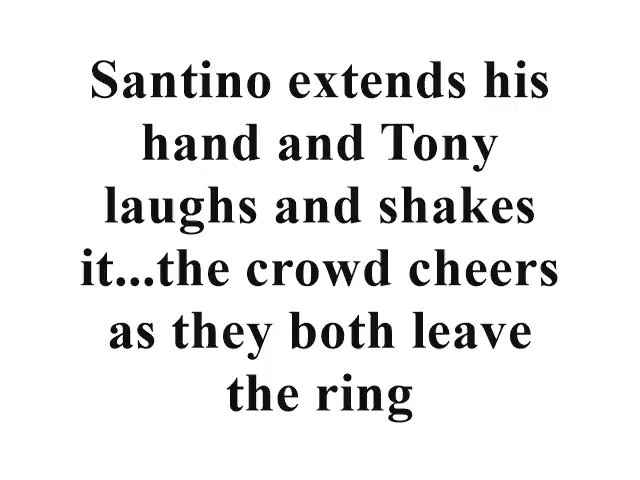 Santino extends his
hand and Tony
laughs and shakes
it...the crowd cheers
as they both leave
the ring